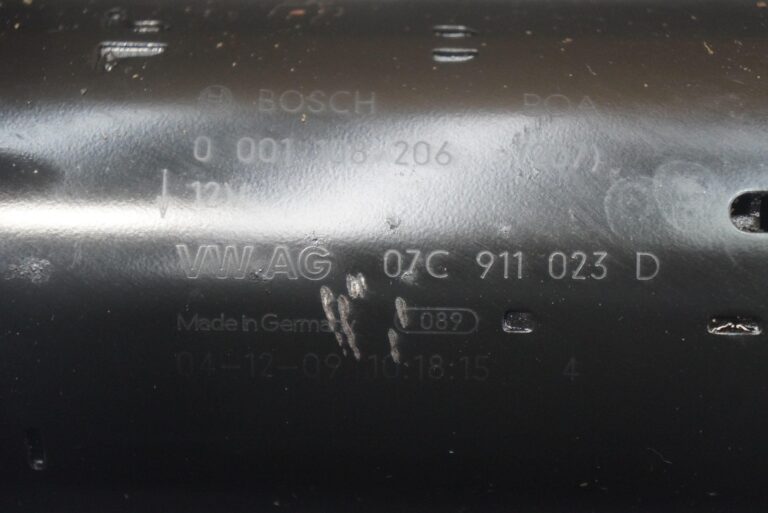 BOSCH
0 001 206
12V
VW AG 07C 911 023 D
Made in Germany 089
04-12-09 10:18:15 4